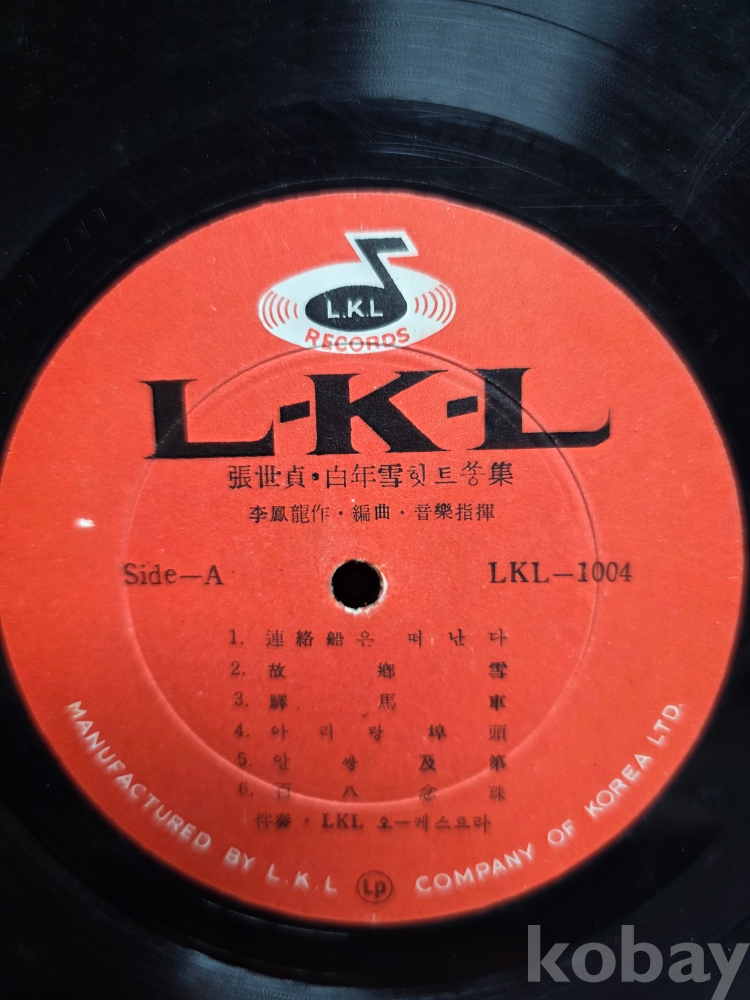 L.K.L
RECORDS
L-K-L
張世貞·白年雪힛트쏭集
李鳳龍作·編曲·音樂指揮
Side—A
LKL—1004
1. 連絡船은 떠난다
2. 故鄕雪
3. 驛馬車
4. 아리랑埠頭
5. 알쌍及第
6. 百八念珠
伴奏·LKL 오—케스트라
MANUFACTURED BY L.K.L Lp COMPANY OF KOREA LTD.
kobay